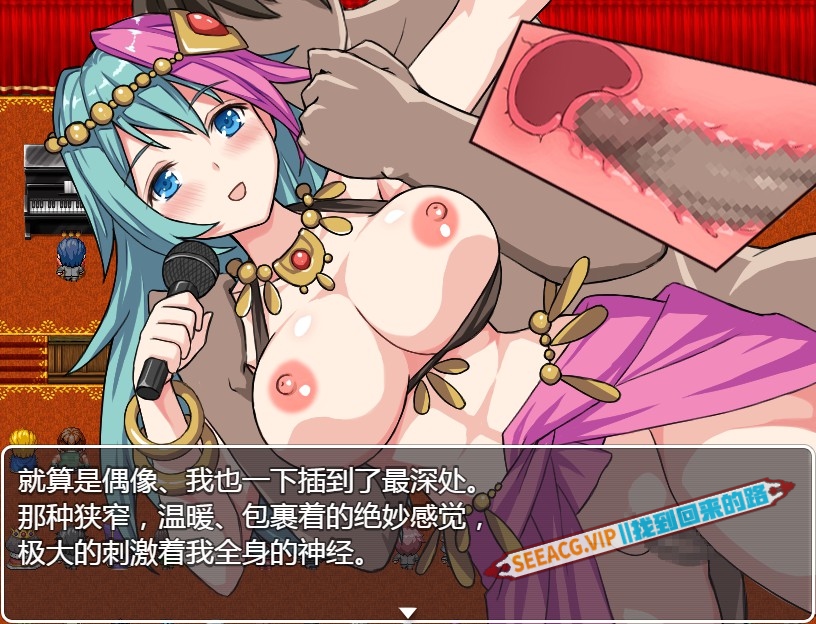 就算是偶像、我也一下插到了最深处。
那种狭窄，温暖、包裹着的绝妙感觉，
极大的刺激着我全身的神经。
SEEACG.VIP||找到回来的路